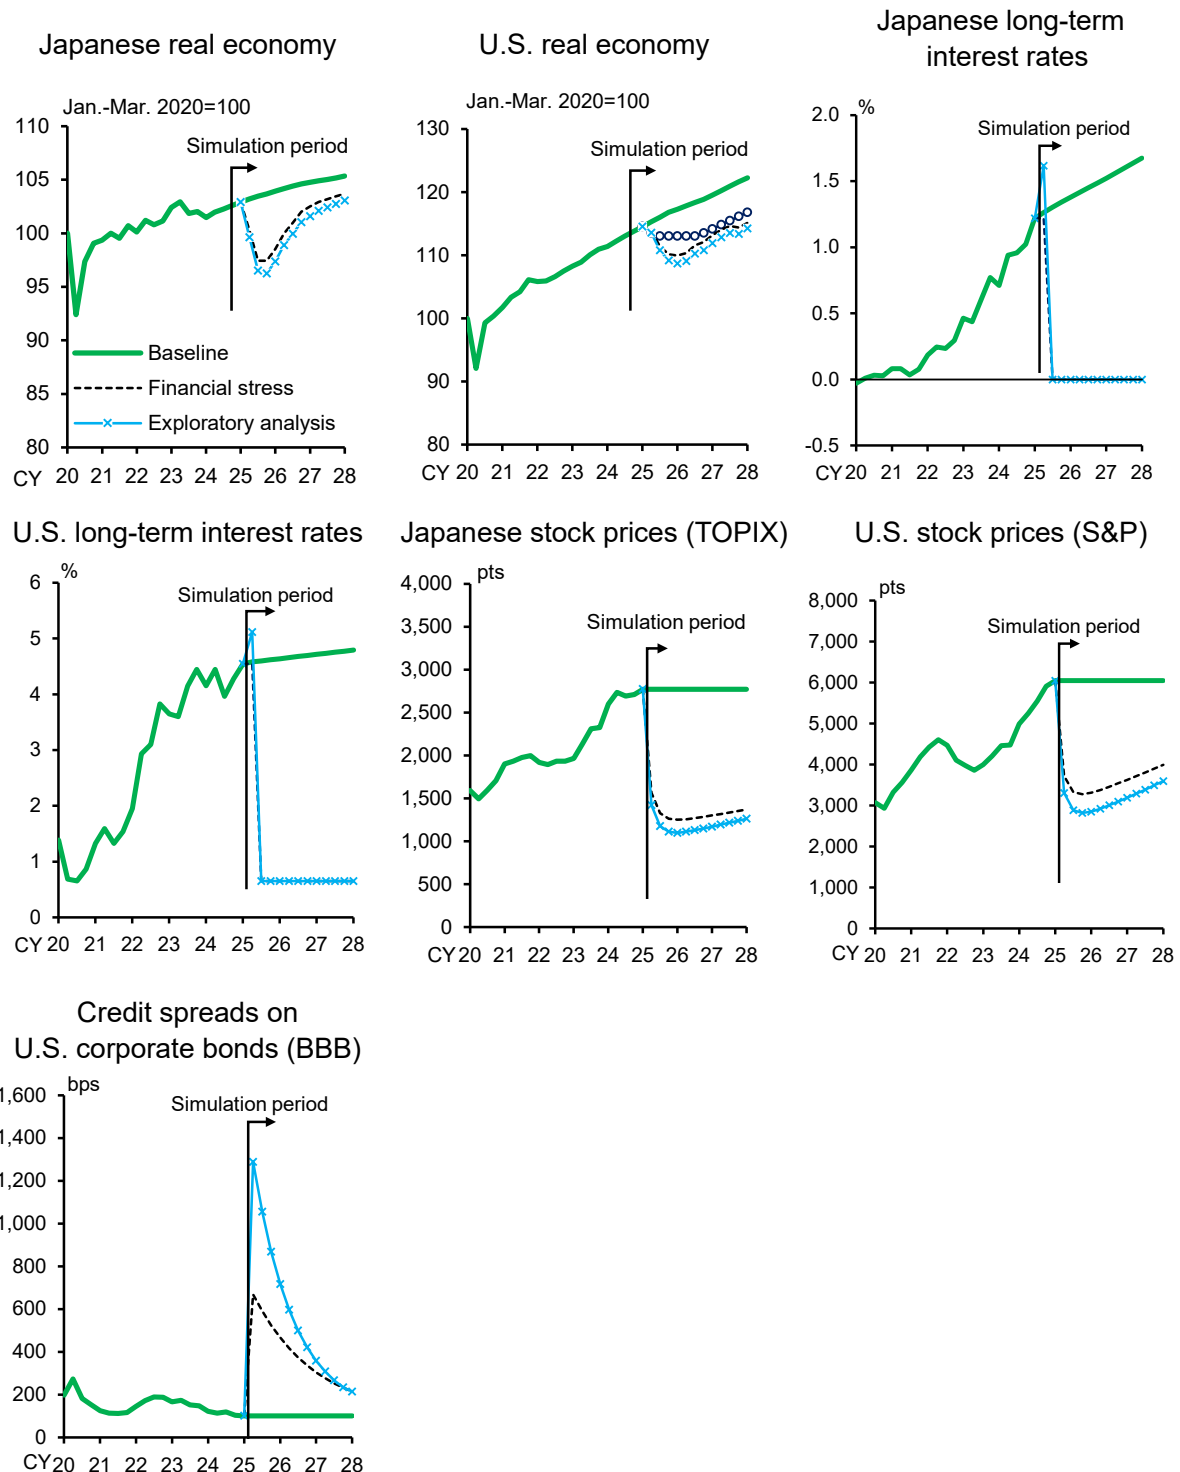 Japanese real economy
Jan.-Mar. 2020=100
110
105
100
95
90
85
80
Simulation period
Baseline
Financial stress
Exploratory analysis
CY 20 21 22 23 24 25 26 27 28
U.S. real economy
Jan.-Mar. 2020=100
130
120
110
100
90
80
Simulation period
CY 20 21 22 23 24 25 26 27 28
Japanese long-term
interest rates
%
2.0
1.5
1.0
0.5
0.0
-0.5
Simulation period
CY 20 21 22 23 24 25 26 27 28
U.S. long-term interest rates
%
6
5
4
3
2
1
0
Simulation period
CY 20 21 22 23 24 25 26 27 28
Japanese stock prices (TOPIX)
pts
4,000
3,500
3,000
2,500
2,000
1,500
1,000
500
0
Simulation period
CY 20 21 22 23 24 25 26 27 28
U.S. stock prices (S&P)
pts
8,000
7,000
6,000
5,000
4,000
3,000
2,000
1,000
0
Simulation period
CY 20 21 22 23 24 25 26 27 28
Credit spreads on
U.S. corporate bonds (BBB)
bps
1,600
1,400
1,200
1,000
800
600
400
200
0
Simulation period
CY 20 21 22 23 24 25 26 27 28